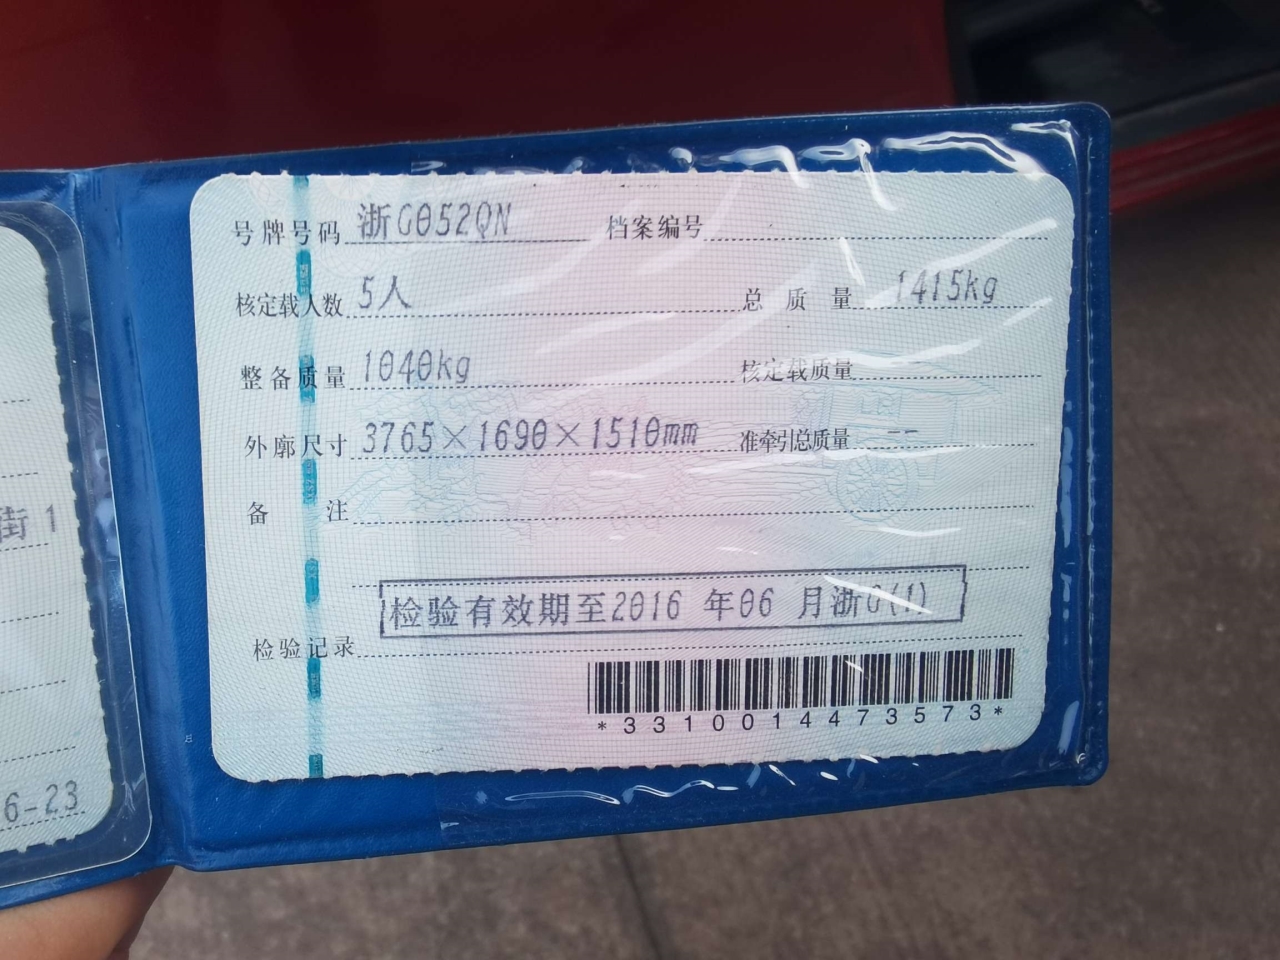 号牌号码 浙G052QN 档案编号
核定载人数 5人 总质量 1415kg
整备质量 1040kg 核定载质量 --
外廓尺寸 3765×1690×1510mm 准牵引总质量 --
备注
检验有效期至2016 年06 月浙G(1)
检验记录
*3310014473573*
街 1
6-23